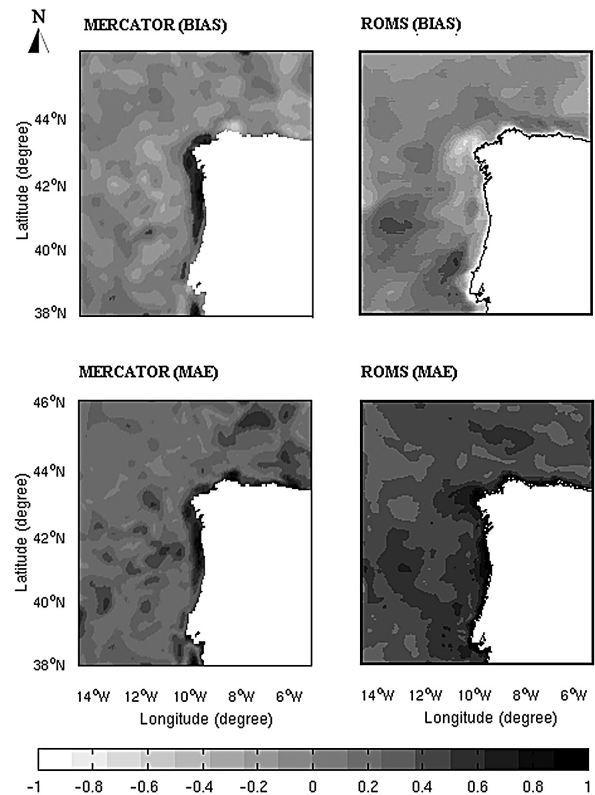 N
MERCATOR (BIAS)
ROMS (BIAS)
44°N
42°N
40°N
38°N
Latitude (degree)
MERCATOR (MAE)
ROMS (MAE)
46°N
44°N
42°N
40°N
38°N
Latitude (degree)
14°W 12°W 10°W 8°W 6°W
14°W 12°W 10°W 8°W 6°W
Longitude (degree)
Longitude (degree)
-1 -0.8 -0.6 -0.4 -0.2 0 0.2 0.4 0.6 0.8 1